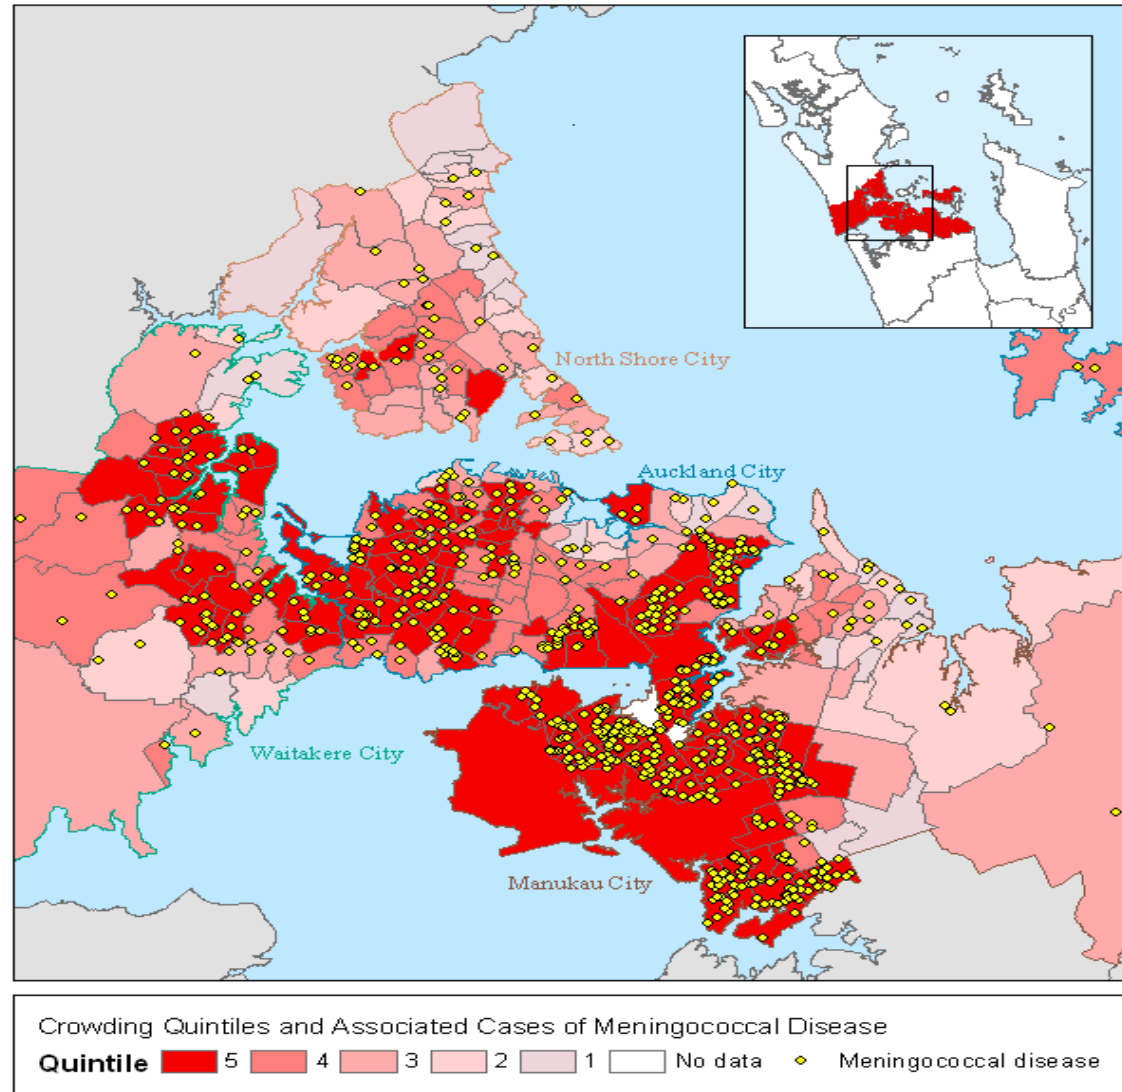 North Shore City
Auckland City
Waitakere City
Manukau City
Crowding Quintiles and Associated Cases of Meningococcal Disease
Quintile 5 4 3 2 1 No data Meningococcal disease